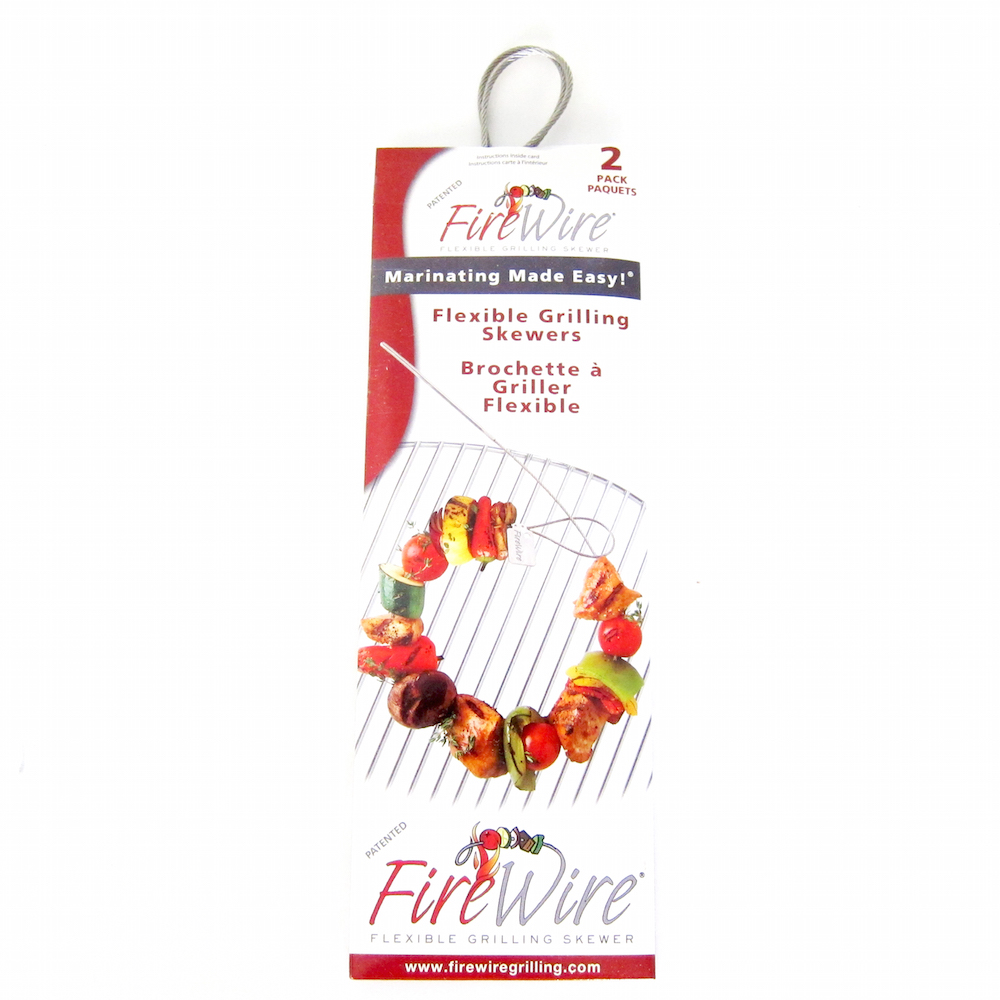 Instructions inside card
Instructions carte à l'intérieur
2
PACK
PAQUETS
PATENTED
FireWire®
FLEXIBLE GRILLING SKEWER
Marinating Made Easy!®
Flexible Grilling
Skewers
Brochette à
Griller
Flexible
FireWire
PATENTED
FireWire®
FLEXIBLE GRILLING SKEWER
www.firewiregrilling.com